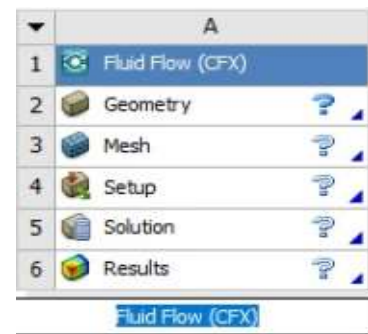 A
1 Fluid Flow (CFX)
2 Geometry ?
3 Mesh ?
4 Setup ?
5 Solution ?
6 Results ?
Fluid Flow (CFX)